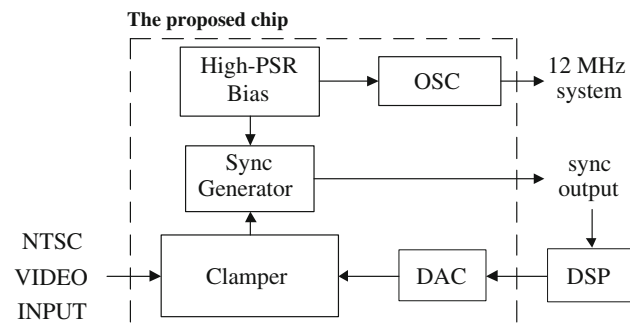 The proposed chip
High-PSR
Bias
OSC
12 MHz
system
Sync
Generator
sync
output
NTSC
VIDEO
INPUT
Clamper
DAC
DSP